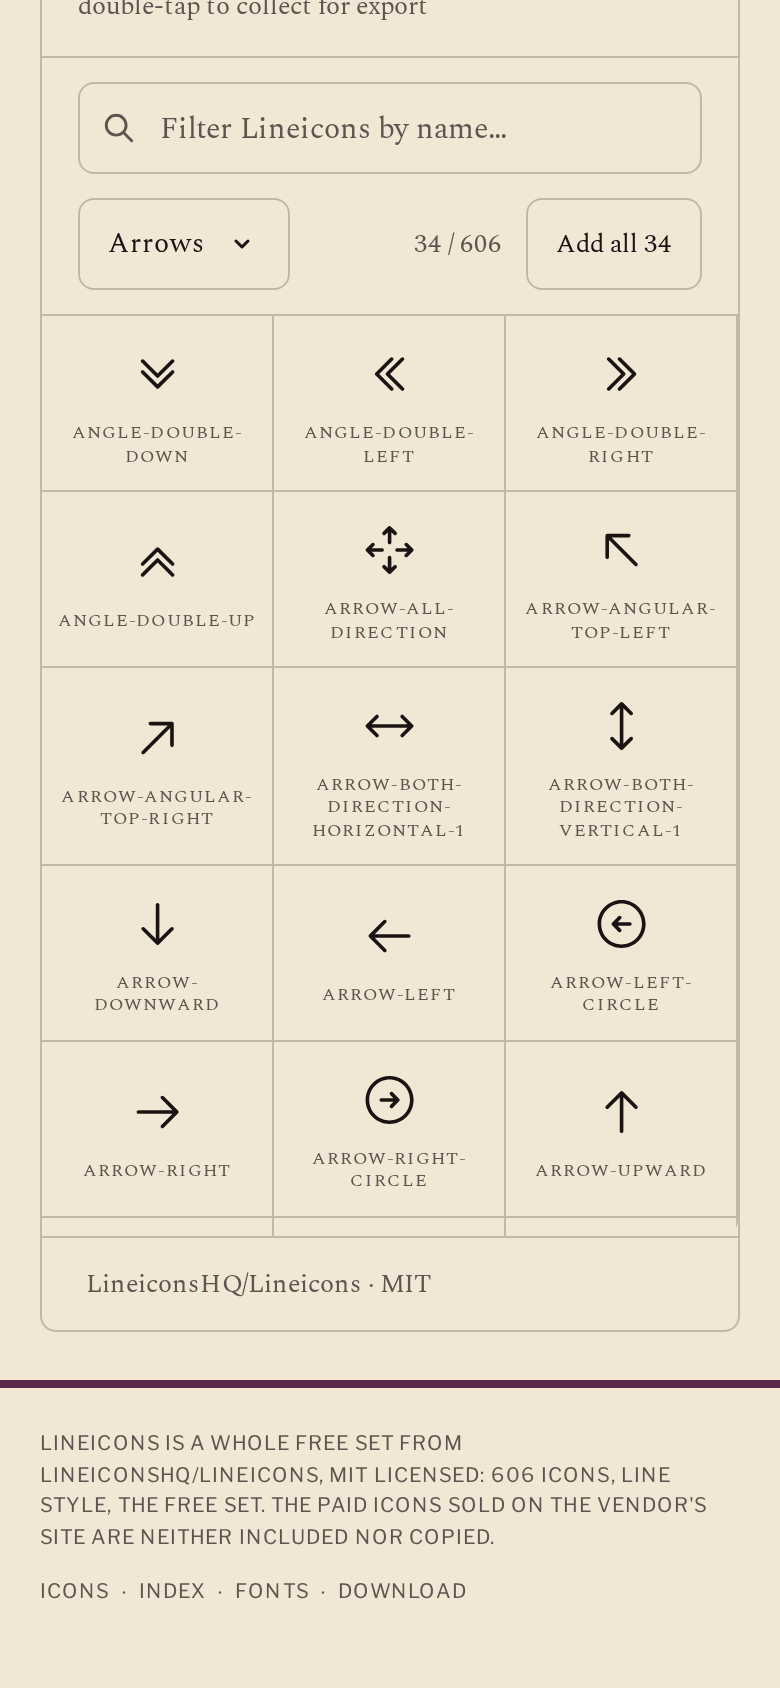 double-tap to collect for export
Filter Lineicons by name...
Arrows
34 / 606
Add all 34
ANGLE-DOUBLE-
DOWN
ANGLE-DOUBLE-
LEFT
ANGLE-DOUBLE-
RIGHT
ANGLE-DOUBLE-UP
ARROW-ALL-
DIRECTION
ARROW-ANGULAR-
TOP-LEFT
ARROW-ANGULAR-
TOP-RIGHT
ARROW-BOTH-
DIRECTION-
HORIZONTAL-1
ARROW-BOTH-
DIRECTION-
VERTICAL-1
ARROW-
DOWNWARD
ARROW-LEFT
ARROW-LEFT-
CIRCLE
ARROW-RIGHT
ARROW-RIGHT-
CIRCLE
ARROW-UPWARD
LineiconsHQ/Lineicons · MIT
LINEICONS IS A WHOLE FREE SET FROM
LINEICONSHQ/LINEICONS, MIT LICENSED: 606 ICONS, LINE
STYLE, THE FREE SET. THE PAID ICONS SOLD ON THE VENDOR'S
SITE ARE NEITHER INCLUDED NOR COPIED.
ICONS · INDEX · FONTS · DOWNLOAD